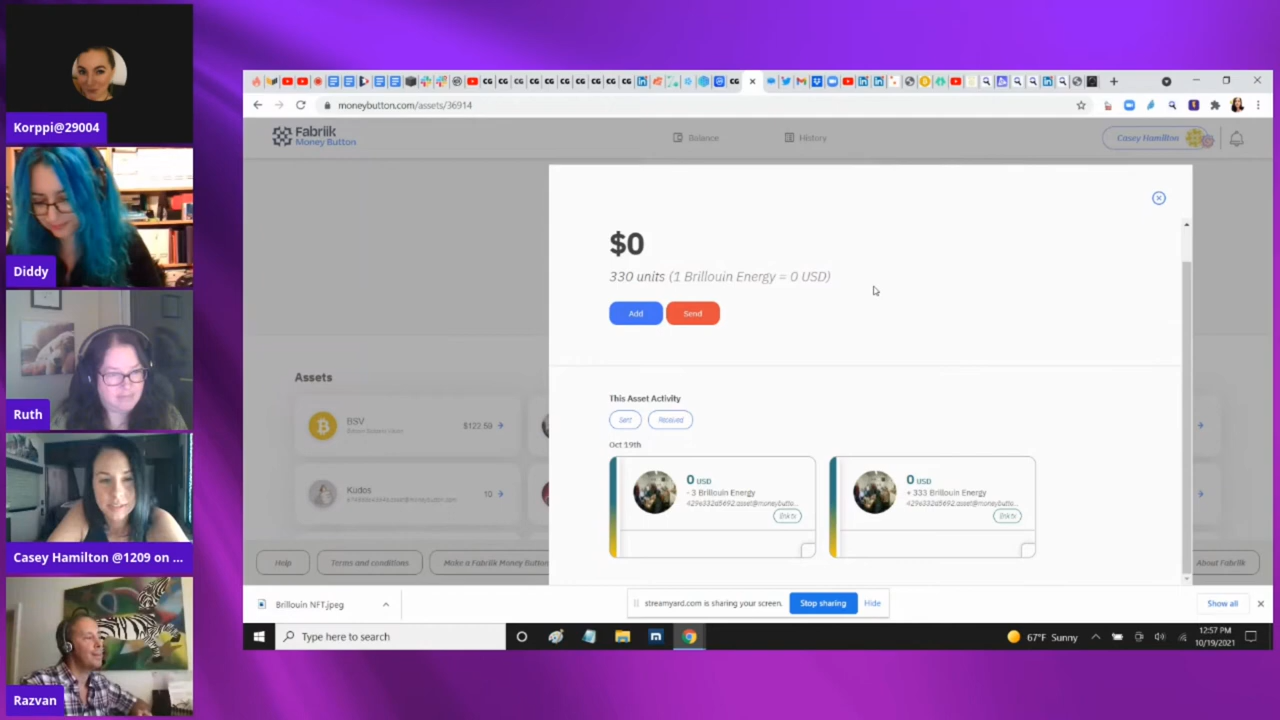 Korppi@29004
Diddy
Ruth
Casey Hamilton @1209 on ...
Razvan
moneybutton.com/assets/36914
Fabriik
Money Button
Balance
History
Casey Hamilton
$0
330 units (1 Brillouin Energy = 0 USD)
Add
Send
Assets
BSV
$122.59
Kudos
10
This Asset Activity
Sent
Received
Oct 19th
0 USD
- 3 Brillouin Energy
0 USD
+ 333 Brillouin Energy
Help
Terms and conditions
Make a Fabriik Money Button
About Fabriik
Brillouin NFT.jpeg
streamyard.com is sharing your screen.
Stop sharing
Hide
Show all
Type here to search
67°F Sunny
12:57 PM
10/19/2021